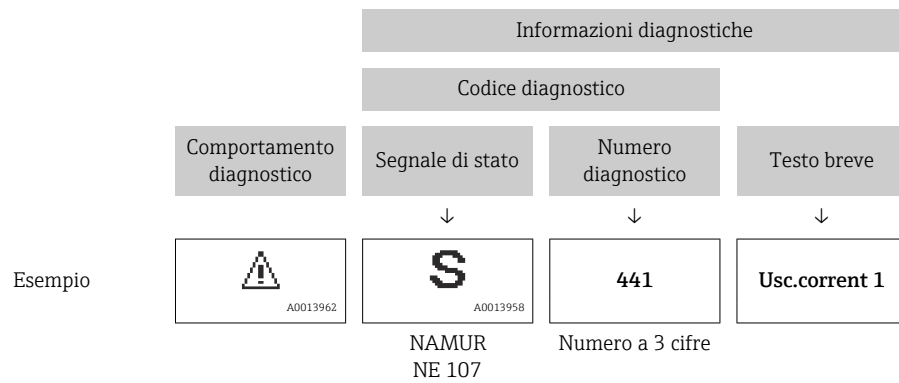 Informazioni diagnostiche
Codice diagnostico
Comportamento
diagnostico
Segnale di stato
Numero
diagnostico
Testo breve
↓ ↓ ↓
Esempio
A0013962
S
A0013958
441
Usc.corrent 1
NAMUR
NE 107
Numero a 3 cifre